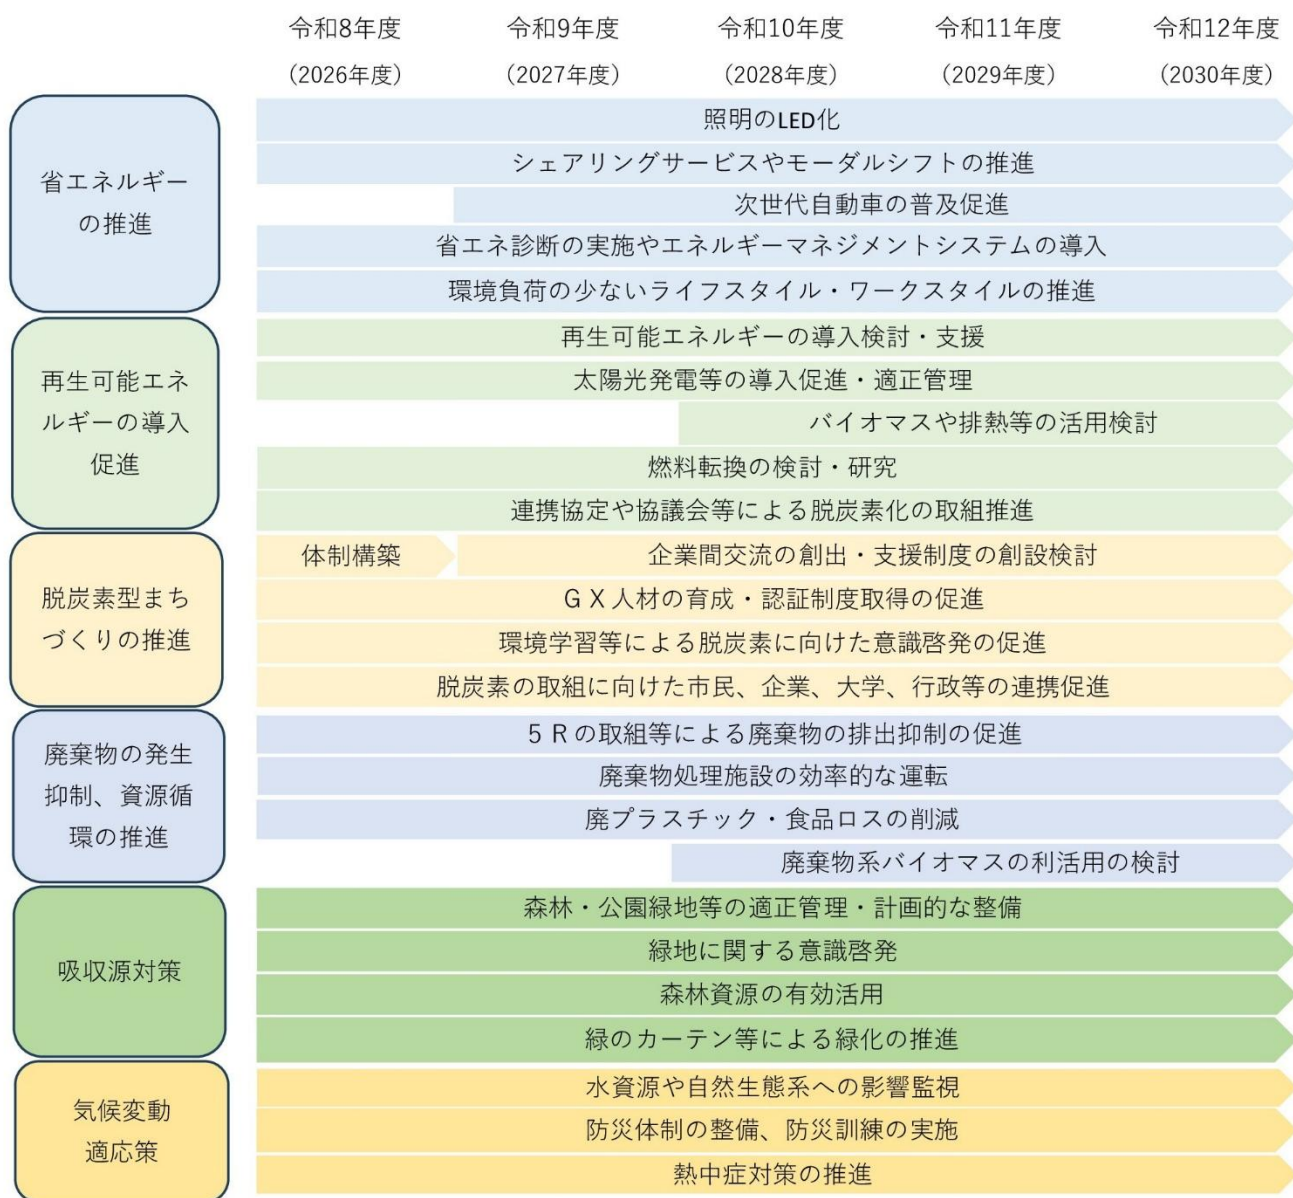 令和8年度 令和9年度 令和10年度 令和11年度 令和12年度
（2026年度） （2027年度） （2028年度） （2029年度） （2030年度）
省エネルギー
の推進
照明のLED化
シェアリングサービスやモーダルシフトの推進
次世代自動車の普及促進
省エネ診断の実施やエネルギーマネジメントシステムの導入
環境負荷の少ないライフスタイル・ワークスタイルの推進
再生可能エネ
ルギーの導入
促進
再生可能エネルギーの導入検討・支援
太陽光発電等の導入促進・適正管理
バイオマスや排熱等の活用検討
燃料転換の検討・研究
連携協定や協議会等による脱炭素化の取組推進
脱炭素型まち
づくりの推進
体制構築 企業間交流の創出・支援制度の創設検討
ＧＸ人材の育成・認証制度取得の促進
環境学習等による脱炭素に向けた意識啓発の促進
脱炭素の取組に向けた市民、企業、大学、行政等の連携促進
廃棄物の発生
抑制、資源循
環の推進
５Ｒの取組等による廃棄物の排出抑制の促進
廃棄物処理施設の効率的な運転
廃プラスチック・食品ロスの削減
廃棄物系バイオマスの利活用の検討
吸収源対策
森林・公園緑地等の適正管理・計画的な整備
緑地に関する意識啓発
森林資源の有効活用
緑のカーテン等による緑化の推進
気候変動
適応策
水資源や自然生態系への影響監視
防災体制の整備、防災訓練の実施
熱中症対策の推進